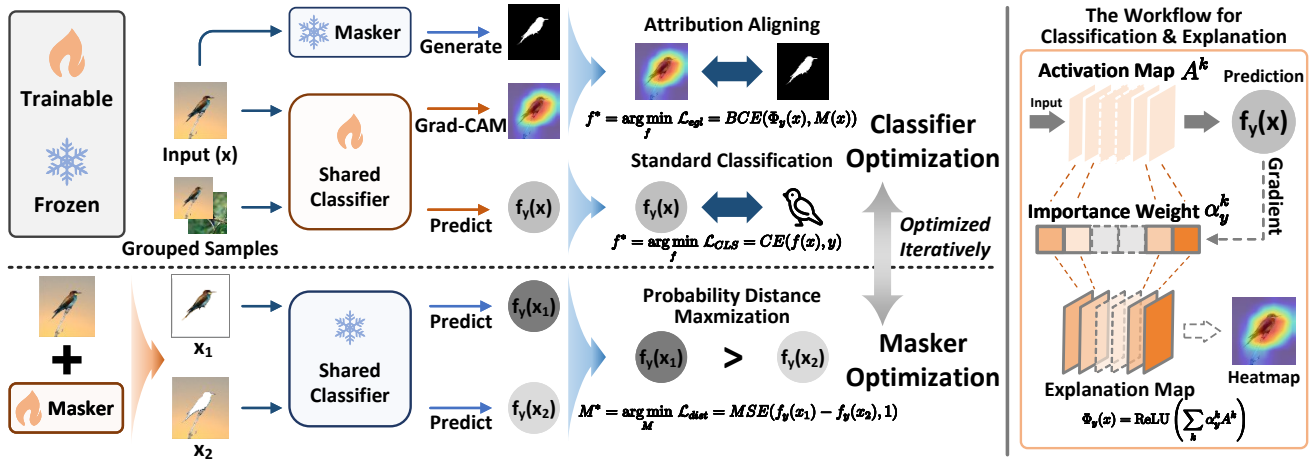 Trainable
Frozen
Input (x)
Grouped Samples
Masker
Generate
Shared
Classifier
Grad-CAM
Predict
f_y(x)
Attribution Aligning
f* = arg min_f L_egl = BCE(Φ_y(x), M(x))
Standard Classification
f_y(x)
f* = arg min_f L_CLS = CE(f(x), y)
Classifier
Optimization
Optimized
Iteratively
Masker
Optimization
+
Masker
x_1
x_2
Shared
Classifier
Predict
f_y(x_1)
Predict
f_y(x_2)
Probability Distance
Maxmization
f_y(x_1) > f_y(x_2)
M* = arg min_M L_dist = MSE(f_y(x_1) − f_y(x_2), 1)
The Workflow for
Classification & Explanation
Activation Map A^k
Prediction
Input
f_y(x)
Gradient
Importance Weight α_y^k
Explanation Map
Heatmap
Φ_y(x) = ReLU(∑_k α_y^k A^k)